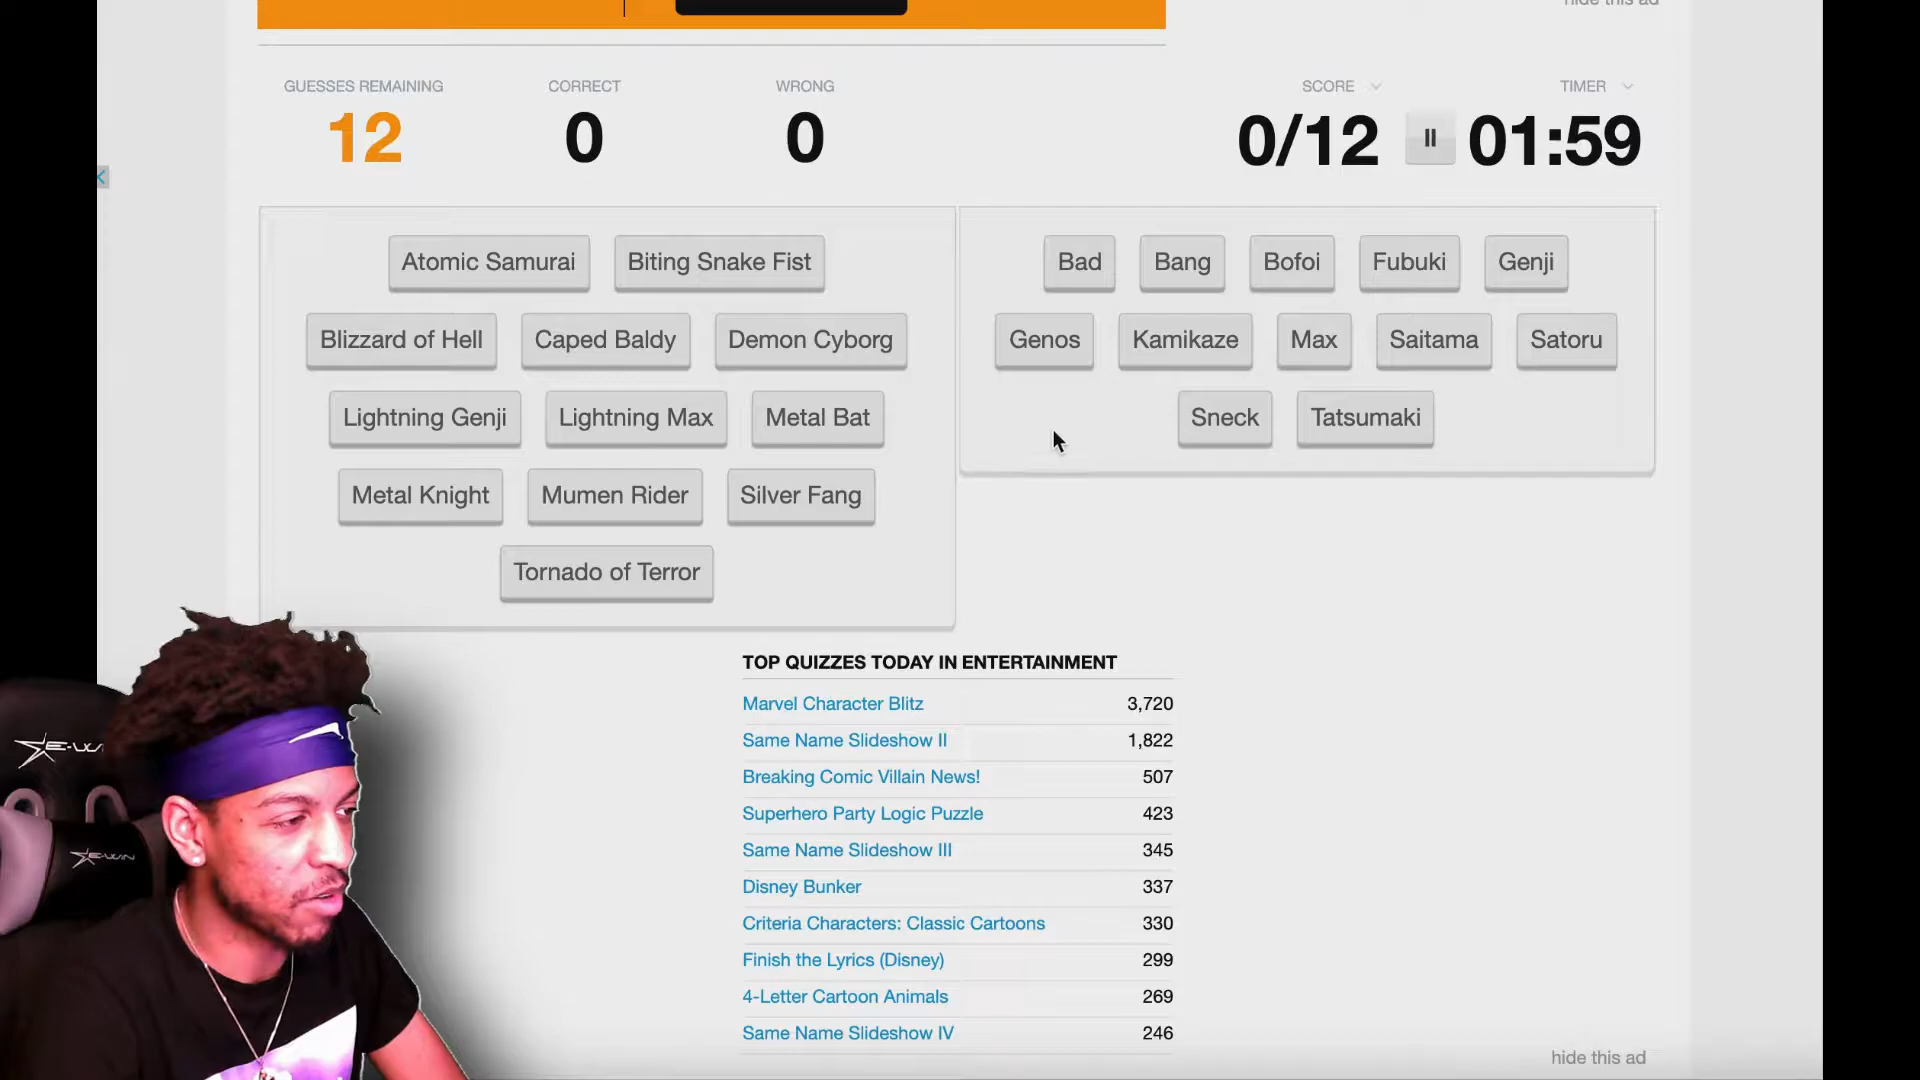 hide this ad
GUESSES REMAINING CORRECT WRONG SCORE TIMER
12 0 0 0/12 01:59
Atomic Samurai Biting Snake Fist
Blizzard of Hell Caped Baldy Demon Cyborg
Lightning Genji Lightning Max Metal Bat
Metal Knight Mumen Rider Silver Fang
Tornado of Terror
Bad Bang Bofoi Fubuki Genji
Genos Kamikaze Max Saitama Satoru
Sneck Tatsumaki
TOP QUIZZES TODAY IN ENTERTAINMENT
Marvel Character Blitz 3,720
Same Name Slideshow II 1,822
Breaking Comic Villain News! 507
Superhero Party Logic Puzzle 423
Same Name Slideshow III 345
Disney Bunker 337
Criteria Characters: Classic Cartoons 330
Finish the Lyrics (Disney) 299
4-Letter Cartoon Animals 269
Same Name Slideshow IV 246
hide this ad
E-WIN